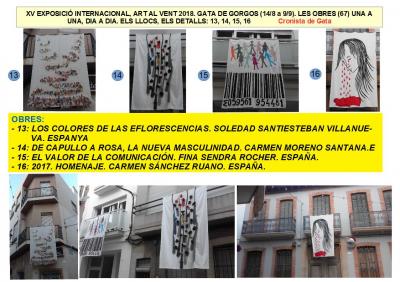 XV EXPOSICIÓ INTERNACIONAL, ART AL VENT 2018. GATA DE GORGOS (14/8 a 9/9). LES OBRES (67) UNA A
UNA, DIA A DIA. ELS LLOCS, ELS DETALLS: 13, 14, 15, 16 Cronista de Gata
13
14
15
16
OBRES:
- 13: LOS COLORES DE LAS EFLORESCENCIAS. SOLEDAD SANTIESTEBAN VILLANUE-
VA. ESPANYA
- 14: DE CAPULLO A ROSA, LA NUEVA MASCULINIDAD. CARMEN MORENO SANTANA.E
- 15: EL VALOR DE LA COMUNICACIÓN. FINA SENDRA ROCHER. ESPAÑA.
- 16: 2017. HOMENAJE. CARMEN SÁNCHEZ RUANO. ESPAÑA.